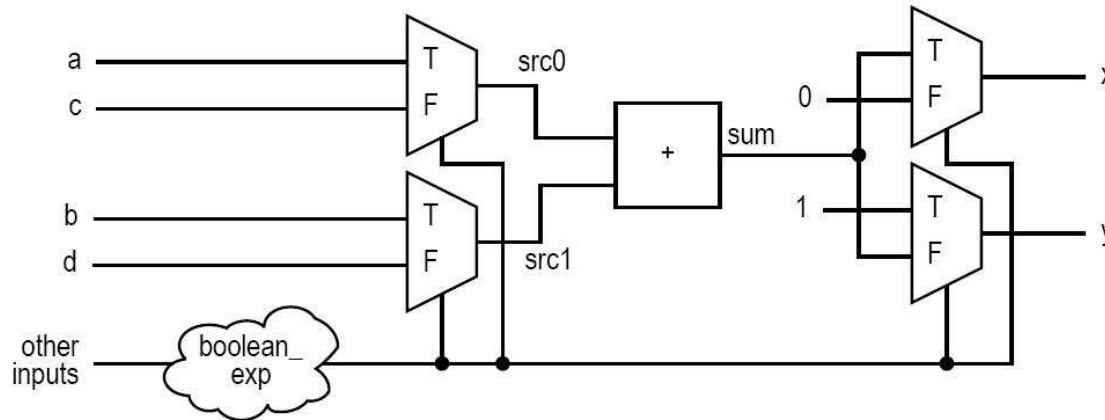 a
T
src0
T
x
c
F
0
F
+
sum
b
T
1
T
y
d
F
src1
F
other
inputs
boolean_
exp